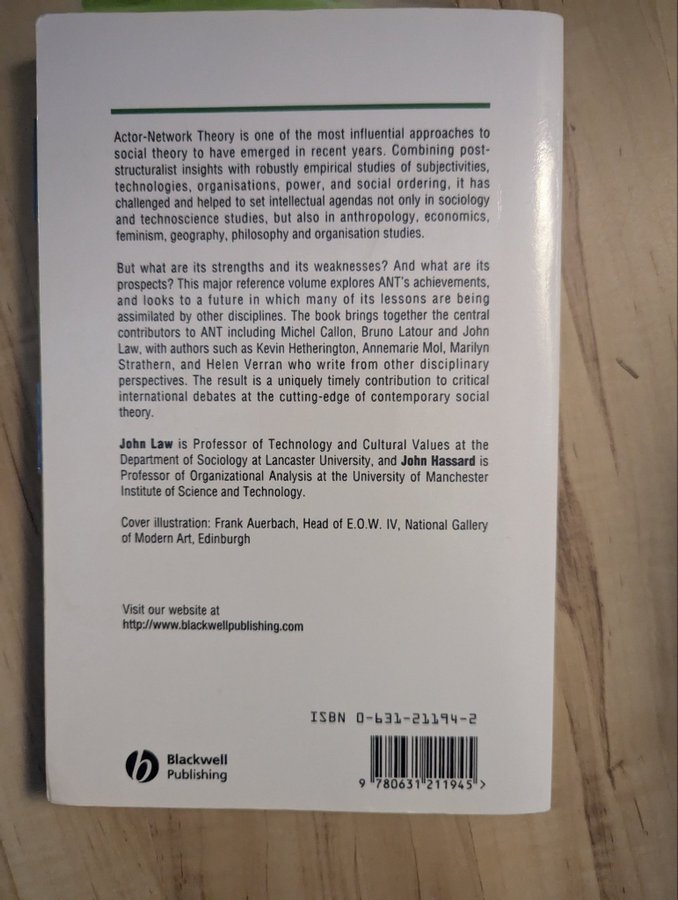 Actor-Network Theory is one of the most influential approaches to
social theory to have emerged in recent years. Combining post-
structuralist insights with robustly empirical studies of subjectivities,
technologies, organisations, power, and social ordering, it has
challenged and helped to set intellectual agendas not only in sociology
and technoscience studies, but also in anthropology, economics,
feminism, geography, philosophy and organisation studies.
But what are its strengths and its weaknesses? And what are its
prospects? This major reference volume explores ANT's achievements,
and looks to a future in which many of its lessons are being
assimilated by other disciplines. The book brings together the central
contributors to ANT including Michel Callon, Bruno Latour and John
Law, with authors such as Kevin Hetherington, Annemarie Mol, Marilyn
Strathern, and Helen Verran who write from other disciplinary
perspectives. The result is a uniquely timely contribution to critical
international debates at the cutting-edge of contemporary social
theory.
John Law is Professor of Technology and Cultural Values at the
Department of Sociology at Lancaster University, and John Hassard is
Professor of Organizational Analysis at the University of Manchester
Institute of Science and Technology.
Cover illustration: Frank Auerbach, Head of E.O.W. IV, National Gallery
of Modern Art, Edinburgh
Visit our website at
http://www.blackwellpublishing.com
ISBN 0-631-21194-2
b Blackwell
Publishing
9 780631 211945 >